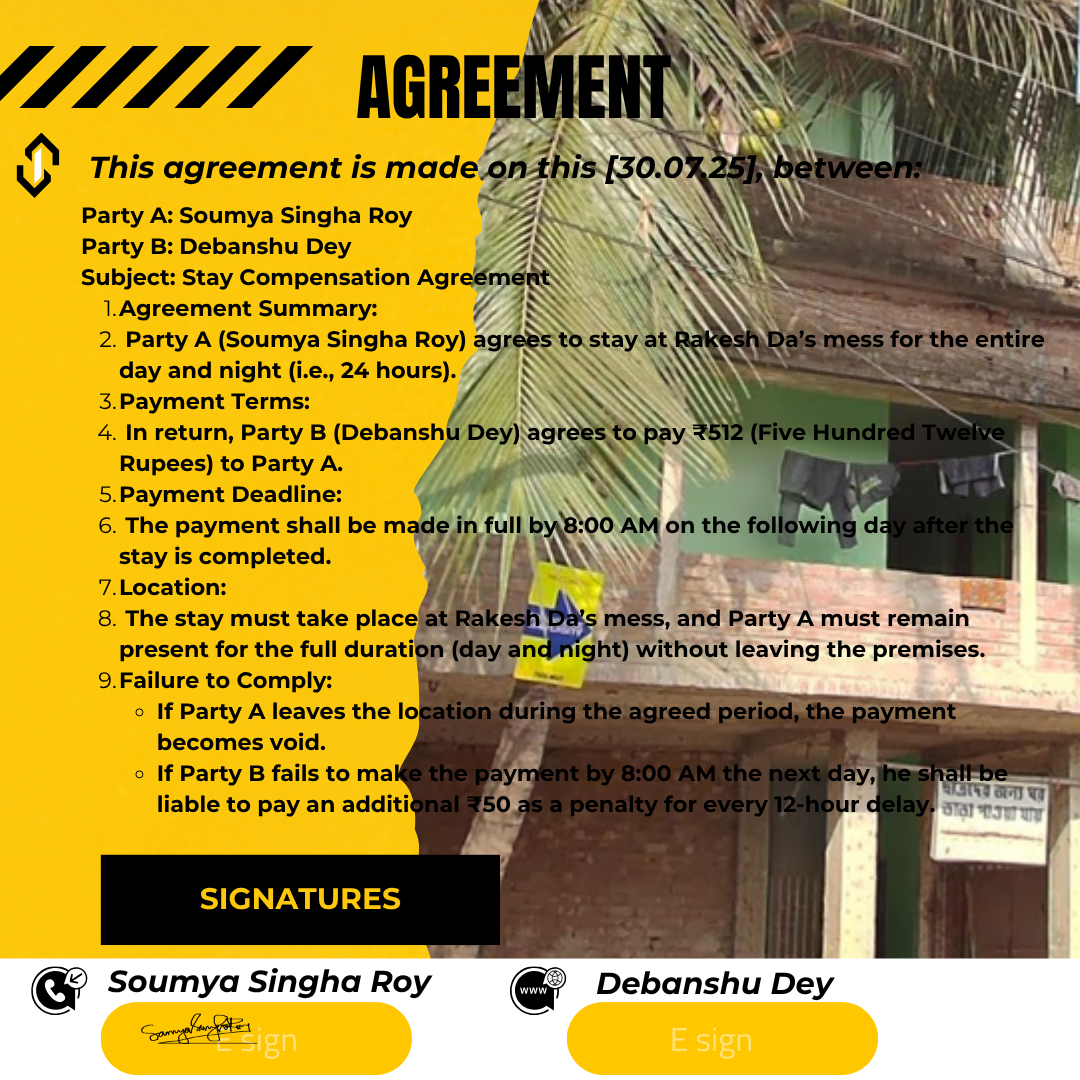 AGREEMENT
This agreement is made on this [30.07.25], between:
Party A: Soumya Singha Roy
Party B: Debanshu Dey
Subject: Stay Compensation Agreement
1. Agreement Summary:
2. Party A (Soumya Singha Roy) agrees to stay at Rakesh Da’s mess for the entire
day and night (i.e., 24 hours).
3. Payment Terms:
4. In return, Party B (Debanshu Dey) agrees to pay ₹512 (Five Hundred Twelve
Rupees) to Party A.
5. Payment Deadline:
6. The payment shall be made in full by 8:00 AM on the following day after the
stay is completed.
7. Location:
8. The stay must take place at Rakesh Da’s mess, and Party A must remain
present for the full duration (day and night) without leaving the premises.
9. Failure to Comply:
◦ If Party A leaves the location during the agreed period, the payment
becomes void.
◦ If Party B fails to make the payment by 8:00 AM the next day, he shall be
liable to pay an additional ₹50 as a penalty for every 12-hour delay.
ছাত্রদের জন্য ঘর
ভাড়া পাওয়া যায়
SIGNATURES
Soumya Singha Roy
WWW
Debanshu Dey
E sign
E sign